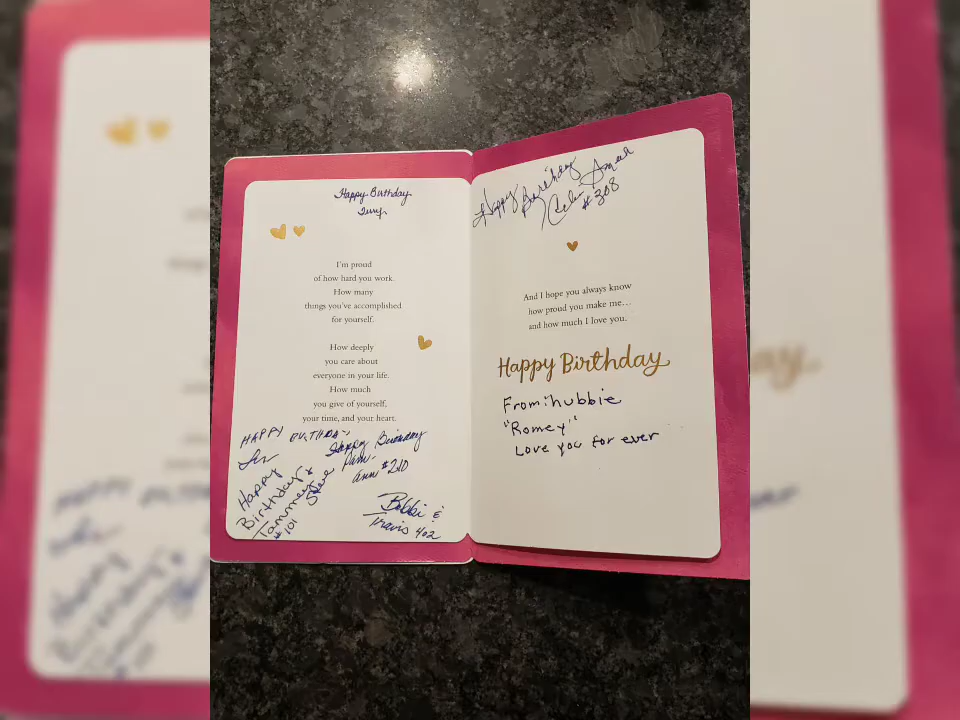 Happy Birthday
Terry
I'm proud
of how hard you work.
How many
things you've accomplished
for yourself.
How deeply
you care about
everyone in your life.
How much
you give of yourself,
your time, and your heart.
HAPPY BIRTHDAY
Happy Birthday
Pam-
Ann #210
Happy
Birthday
Tammey & Steve
#101
Bobbi &
Travis 402
Happy Birthday
#308
And I hope you always know
how proud you make me...
and how much I love you.
Happy Birthday
From: hubbie
"Romey"
Love you for ever